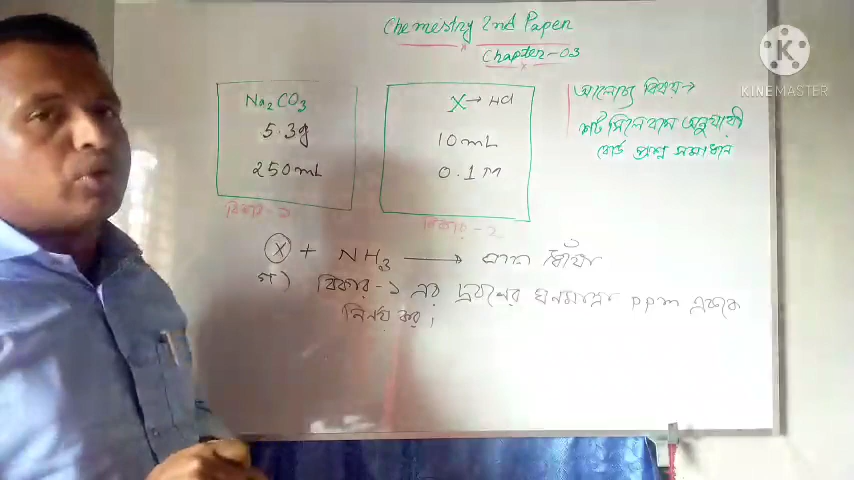 Chemistry 2nd Paper
Chapter-03
K
KINEMASTER
Na2CO3
5.3g
250mL
বিকার-১
X→HCl
10mL
0.1M
বিকার-২
আলোচ্য বিষয়→
শর্ট সিলেবাস অনুযায়ী
বোর্ড প্রশ্ন সমাধান
X + NH3 → সাদা ধোঁয়া
গ) বিকার-১ এর দ্রবণের ঘনমাত্রা ppm এককে
নির্ণয় কর।